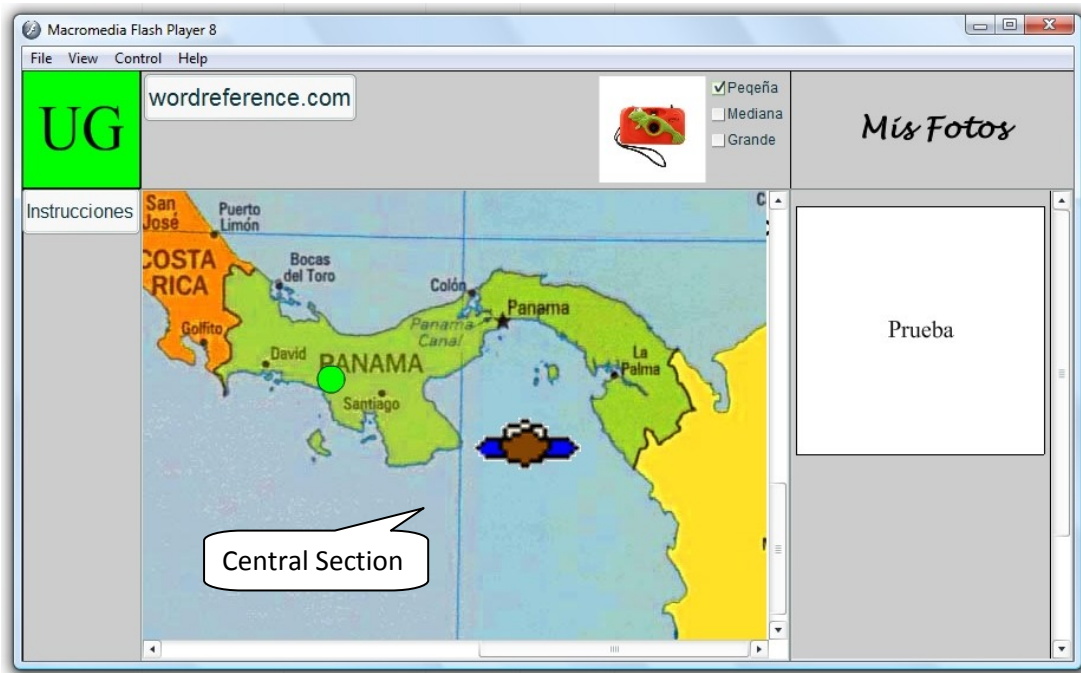 Macromedia Flash Player 8
File View Control Help
UG
wordreference.com
Peqeña
Mediana
Grande
Mis Fotos
Instrucciones
San
José
Puerto
Limón
COSTA
RICA
Bocas
del Toro
Colón
Panama
Panama
Canal
Golfito
David
PANAMA
La
Palma
Santiago
Central Section
Prueba